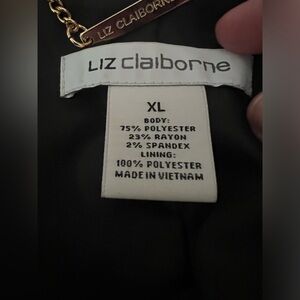 LIZ CLAIBORNE
LIZ claiborne
XL
BODY:
75% POLYESTER
23% RAYON
2% SPANDEX
LINING:
100% POLYESTER
MADE IN VIETNAM